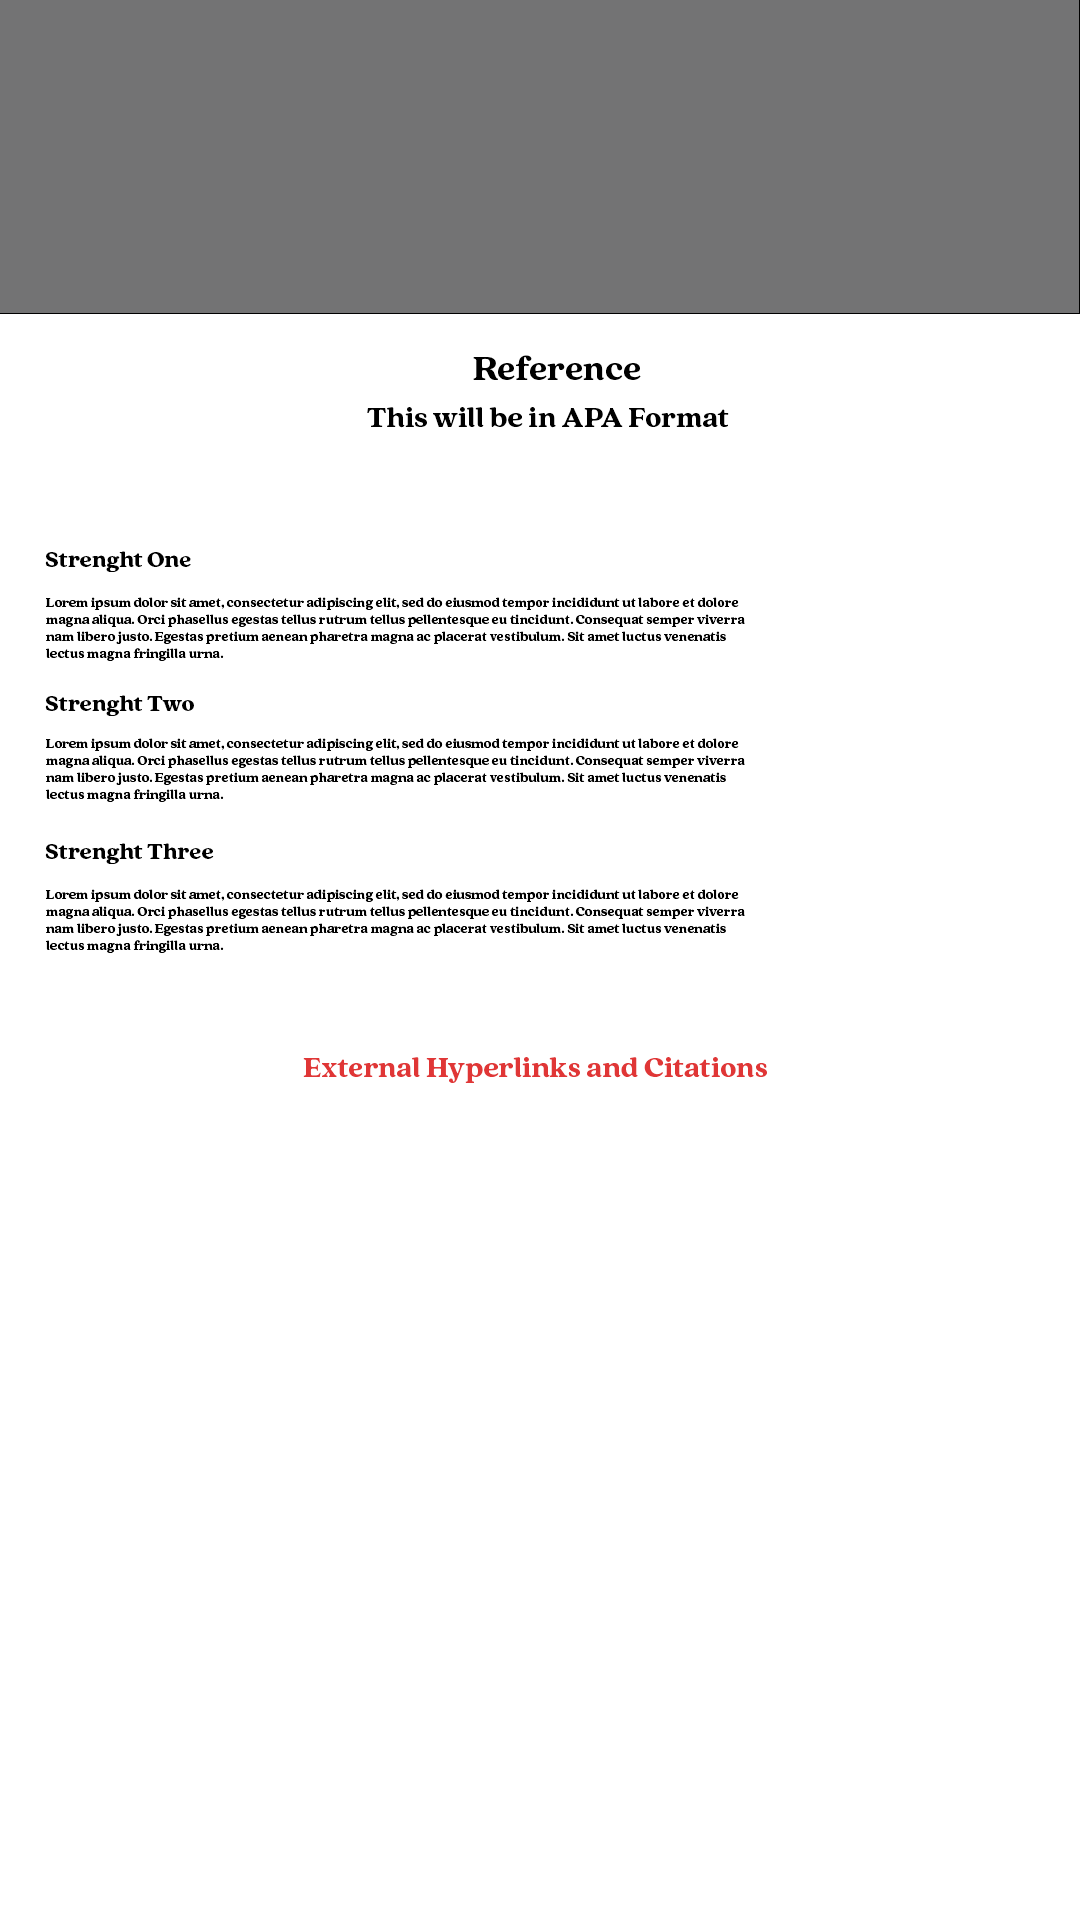 Reference
This will be in APA Format
Strenght One
Lorem ipsum dolor sit amet, consectetur adipiscing elit, sed do eiusmod tempor incididunt ut labore et dolore
magna aliqua. Orci phasellus egestas tellus rutrum tellus pellentesque eu tincidunt. Consequat semper viverra
nam libero justo. Egestas pretium aenean pharetra magna ac placerat vestibulum. Sit amet luctus venenatis
lectus magna fringilla urna.
Strenght Two
Lorem ipsum dolor sit amet, consectetur adipiscing elit, sed do eiusmod tempor incididunt ut labore et dolore
magna aliqua. Orci phasellus egestas tellus rutrum tellus pellentesque eu tincidunt. Consequat semper viverra
nam libero justo. Egestas pretium aenean pharetra magna ac placerat vestibulum. Sit amet luctus venenatis
lectus magna fringilla urna.
Strenght Three
Lorem ipsum dolor sit amet, consectetur adipiscing elit, sed do eiusmod tempor incididunt ut labore et dolore
magna aliqua. Orci phasellus egestas tellus rutrum tellus pellentesque eu tincidunt. Consequat semper viverra
nam libero justo. Egestas pretium aenean pharetra magna ac placerat vestibulum. Sit amet luctus venenatis
lectus magna fringilla urna.
External Hyperlinks and Citations